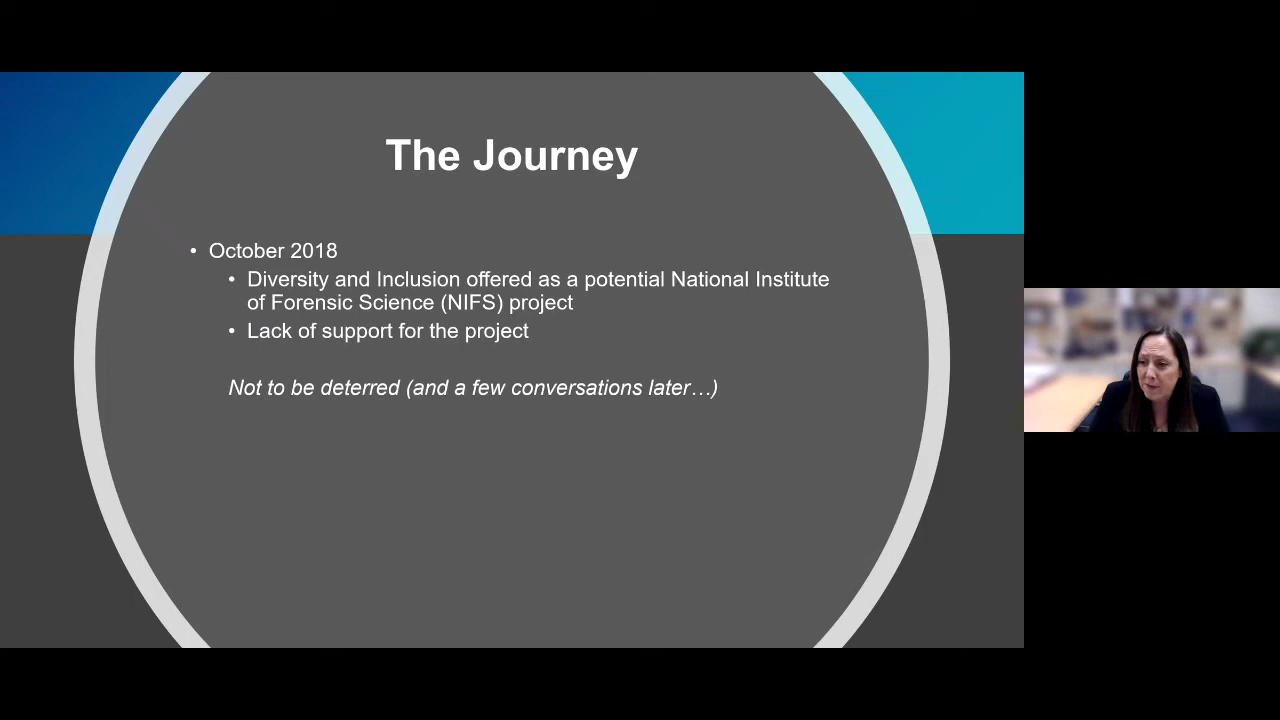 The Journey
• October 2018
• Diversity and Inclusion offered as a potential National Institute
of Forensic Science (NIFS) project
• Lack of support for the project
Not to be deterred (and a few conversations later…)